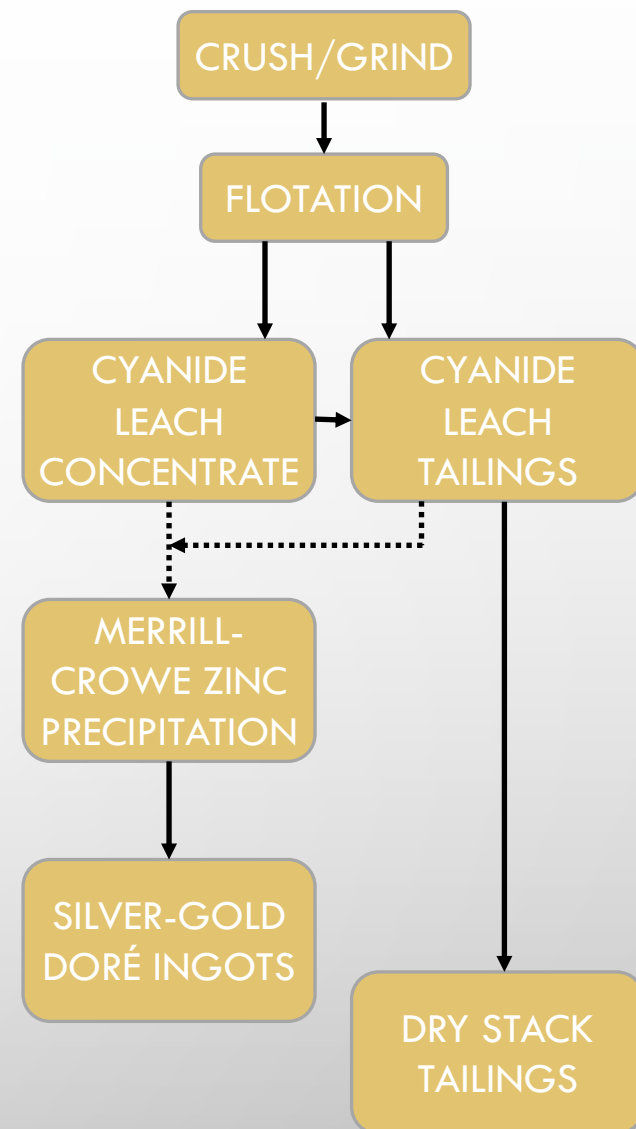 CRUSH/GRIND
FLOTATION
CYANIDE
LEACH
CONCENTRATE
CYANIDE
LEACH
TAILINGS
MERRILL-
CROWE ZINC
PRECIPITATION
SILVER-GOLD
DORÉ INGOTS
DRY STACK
TAILINGS